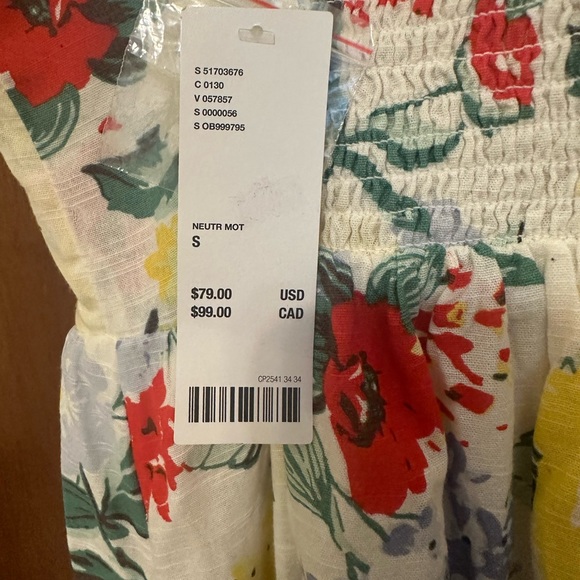 S 51703676
C 0130
V 057857
S 0000056
S OB999795
NEUTR MOT
S
$79.00 USD
$99.00 CAD
CP2541 34 34